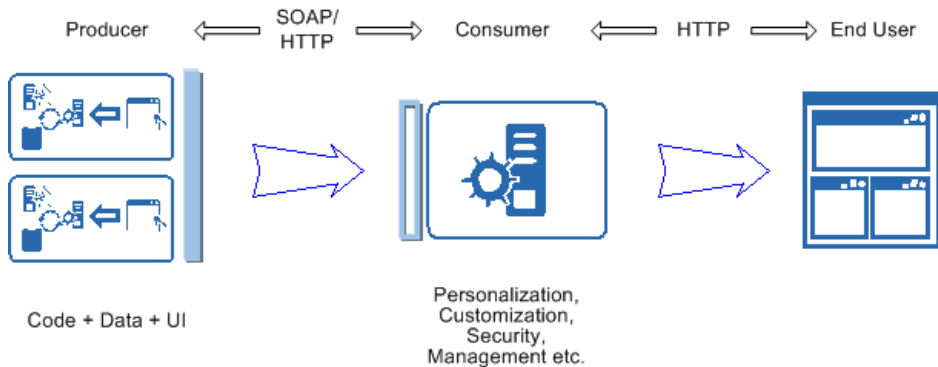 Producer
SOAP/
HTTP
Consumer
HTTP
End User
Code + Data + UI
Personalization,
Customization,
Security,
Management etc.